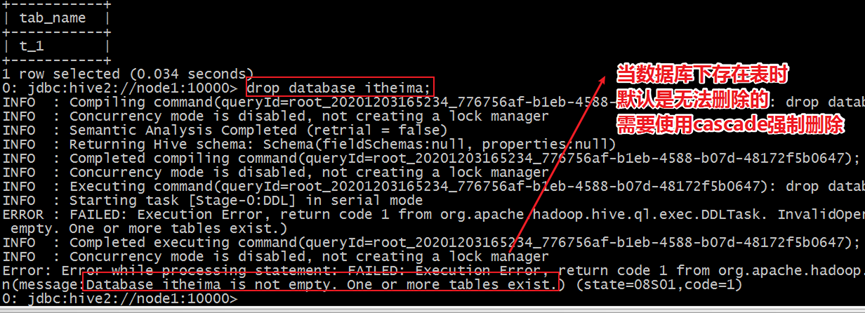 +-----------+
| tab_name |
+-----------+
| t_1 |
+-----------+
1 row selected (0.034 seconds)
0: jdbc:hive2://node1:10000> drop database itheima;
INFO : Compiling command(queryId=root_20201203165234_776756af-b1eb-4588-b07d-48172f5b0647): drop datab
INFO : Concurrency mode is disabled, not creating a lock manager
INFO : Semantic Analysis Completed (retrial = false)
INFO : Returning Hive schema: Schema(fieldSchemas:null, properties:null)
INFO : Completed compiling command(queryId=root_20201203165234_776756af-b1eb-4588-b07d-48172f5b0647);
INFO : Concurrency mode is disabled, not creating a lock manager
INFO : Executing command(queryId=root_20201203165234_776756af-b1eb-4588-b07d-48172f5b0647): drop datab
INFO : Starting task [Stage-0:DDL] in serial mode
ERROR : FAILED: Execution Error, return code 1 from org.apache.hadoop.hive.ql.exec.DDLTask. InvalidOper
empty. One or more tables exist.)
INFO : Completed executing command(queryId=root_20201203165234_776756af-b1eb-4588-b07d-48172f5b0647);
INFO : Concurrency mode is disabled, not creating a lock manager
Error: Error while processing statement: FAILED: Execution Error, return code 1 from org.apache.hadoop.
n(message:Database itheima is not empty. One or more tables exist.) (state=08S01,code=1)
0: jdbc:hive2://node1:10000>
当数据库下存在表时
默认是无法删除的
需要使用cascade强制删除